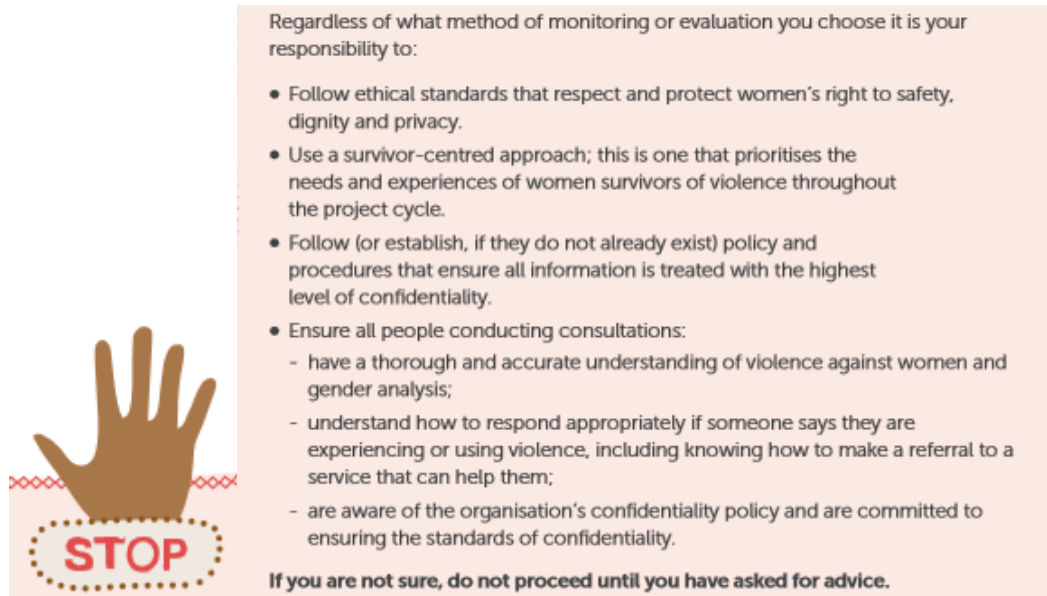 Regardless of what method of monitoring or evaluation you choose it is your
responsibility to:
● Follow ethical standards that respect and protect women's right to safety,
dignity and privacy.
● Use a survivor-centred approach; this is one that prioritises the
needs and experiences of women survivors of violence throughout
the project cycle.
● Follow (or establish, if they do not already exist) policy and
procedures that ensure all information is treated with the highest
level of confidentiality.
● Ensure all people conducting consultations:
- have a thorough and accurate understanding of violence against women and
gender analysis;
- understand how to respond appropriately if someone says they are
experiencing or using violence, including knowing how to make a referral to a
service that can help them;
- are aware of the organisation's confidentiality policy and are committed to
ensuring the standards of confidentiality.
If you are not sure, do not proceed until you have asked for advice.
STOP